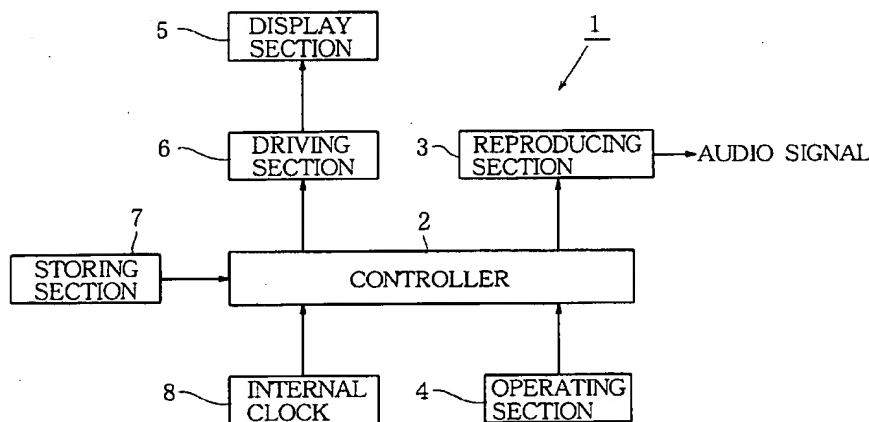 5
DISPLAY
SECTION
1
6
DRIVING
SECTION
3
REPRODUCING
SECTION
AUDIO SIGNAL
7
STORING
SECTION
2
CONTROLLER
8
INTERNAL
CLOCK
4
OPERATING
SECTION